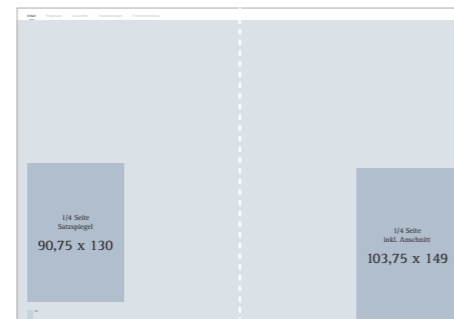 1/4 Seite
Satzspiegel
90,75 x 130
1/4 Seite
inkl. Anschnitt
103,75 x 149